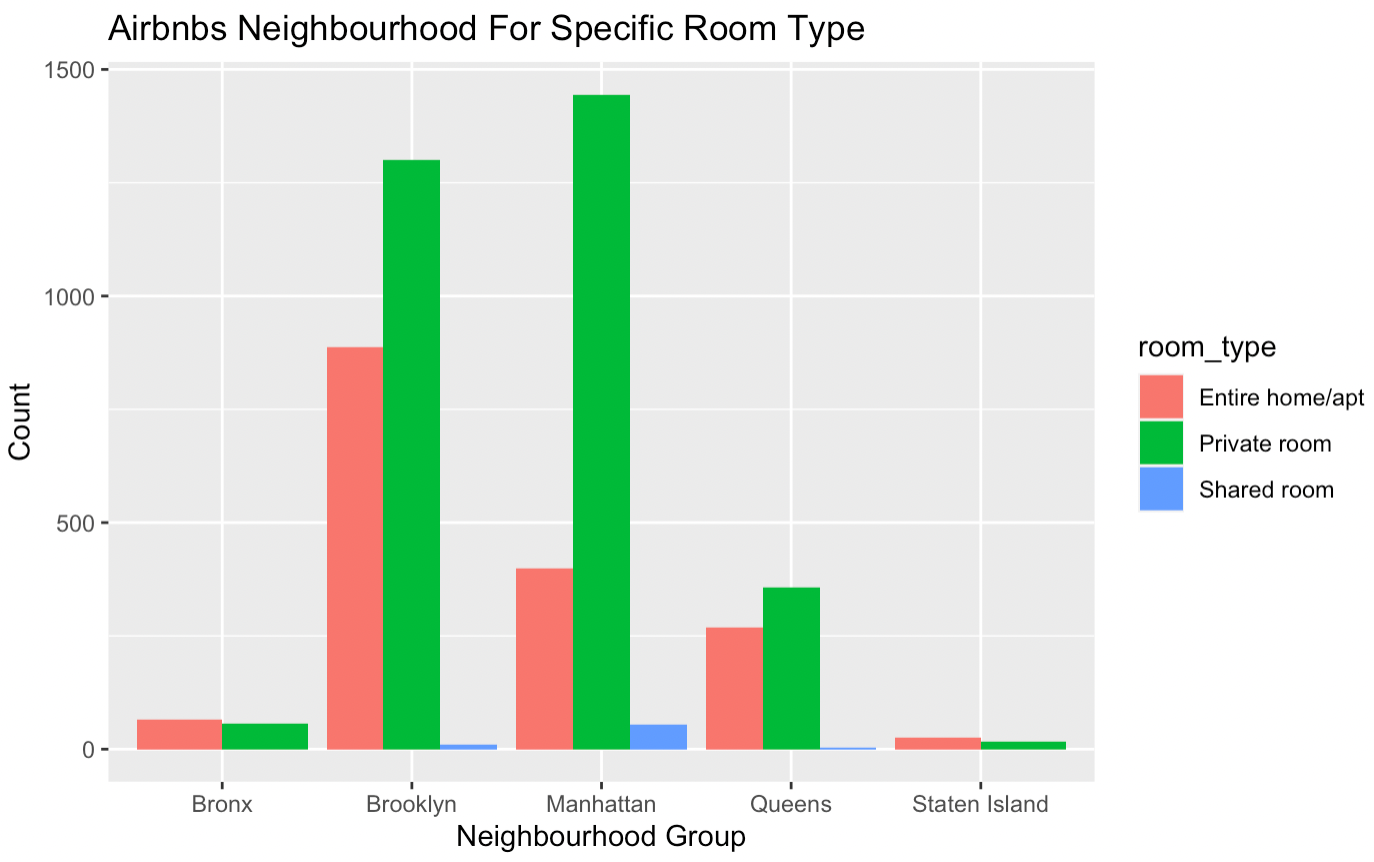 Airbnbs Neighbourhood For Specific Room Type
1500
1000
500
0
Count
Bronx
Brooklyn
Manhattan
Queens
Staten Island
Neighbourhood Group
room_type
Entire home/apt
Private room
Shared room